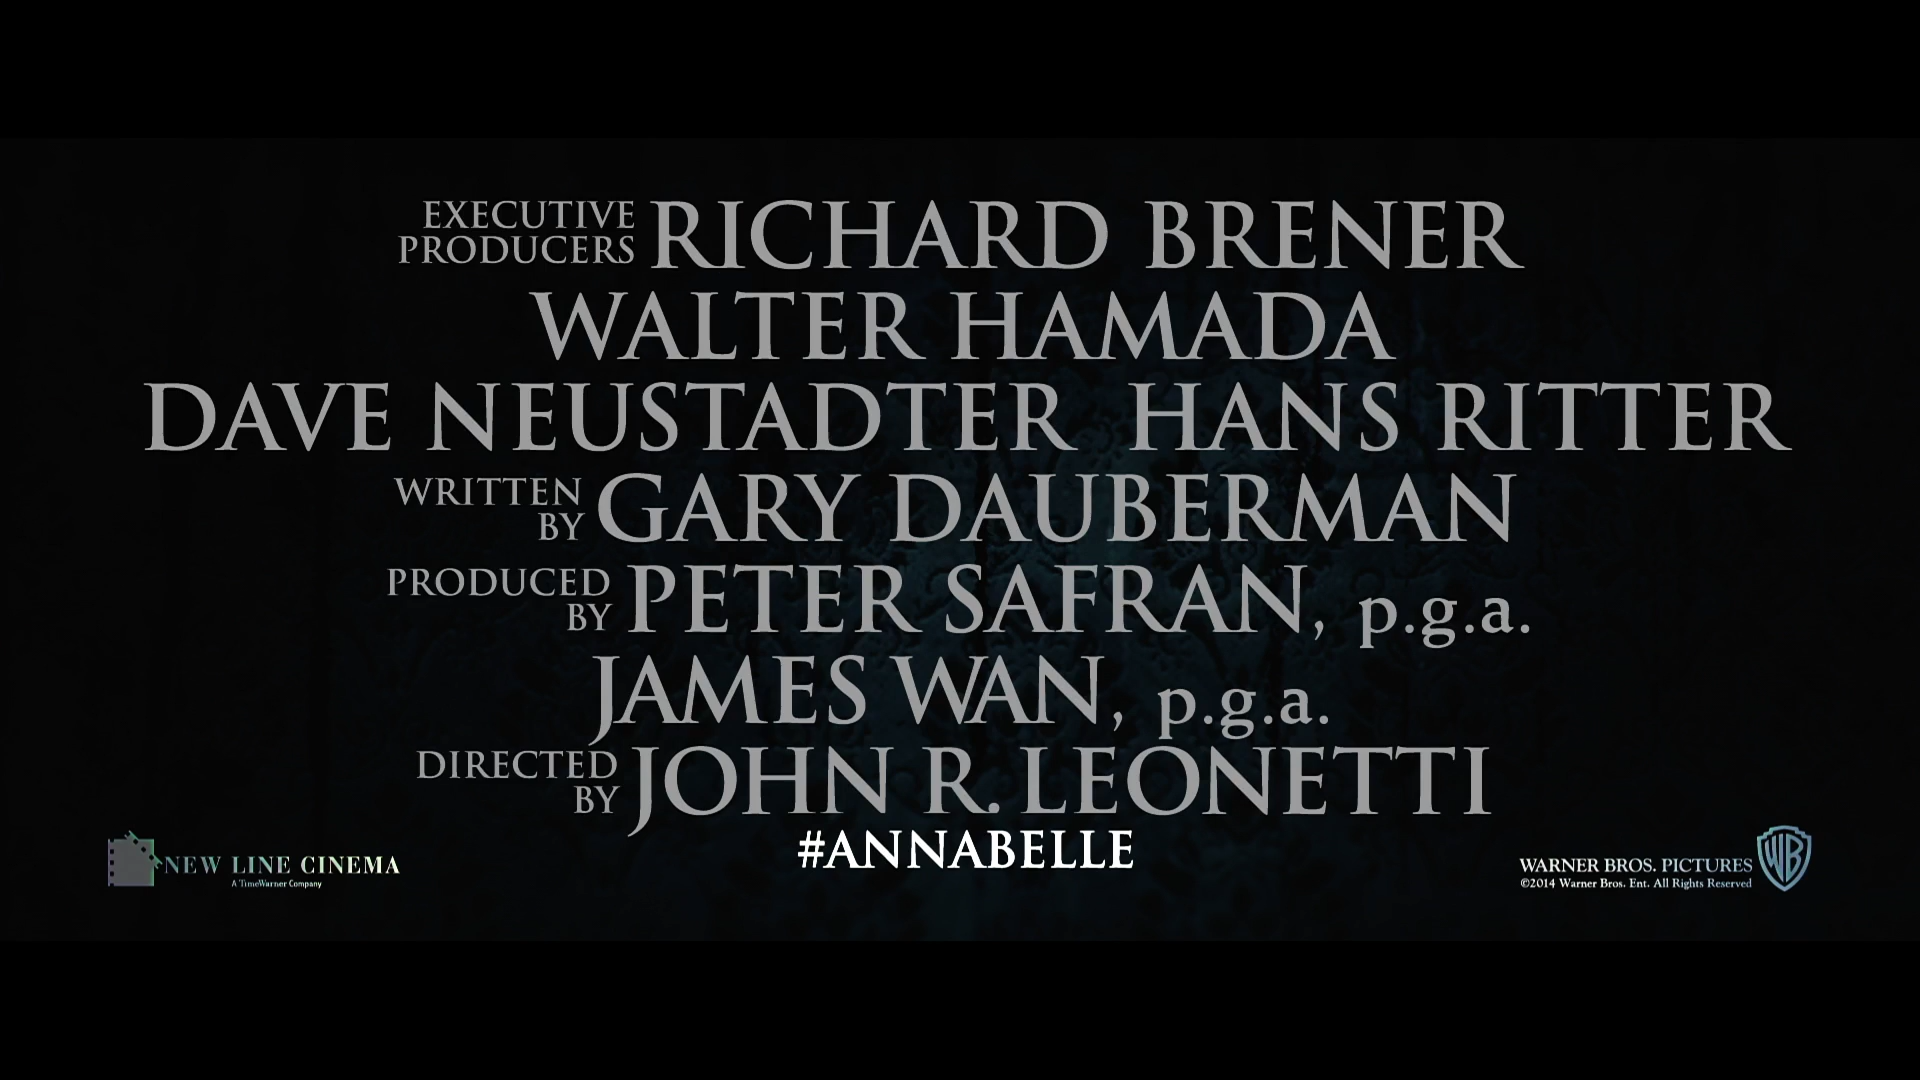 EXECUTIVE PRODUCERS RICHARD BRENER
WALTER HAMADA
DAVE NEUSTADTER HANS RITTER
WRITTEN BY GARY DAUBERMAN
PRODUCED BY PETER SAFRAN, p.g.a.
JAMES WAN, p.g.a.
DIRECTED BY JOHN R. LEONETTI
#ANNABELLE
NEW LINE CINEMA
A TimeWarner Company
WARNER BROS. PICTURES
©2014 Warner Bros. Ent. All Rights Reserved
WB